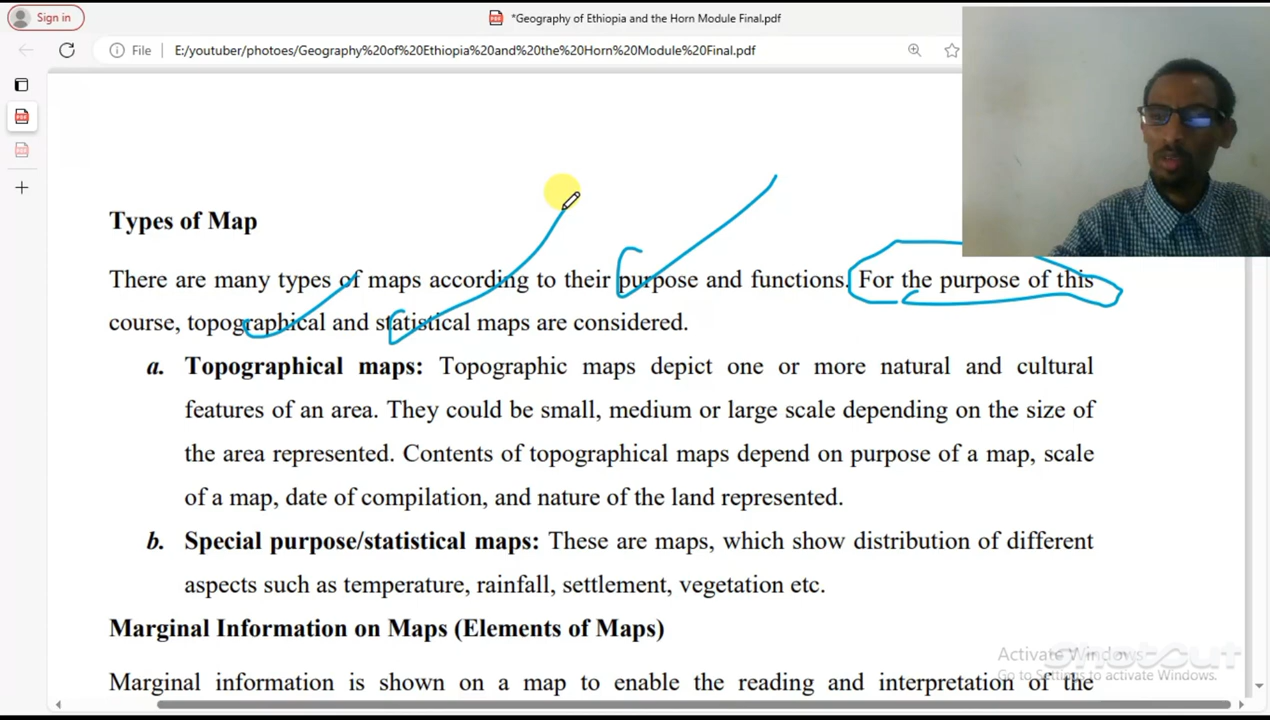 Sign in
*Geography of Ethiopia and the Horn Module Final.pdf
File
E:/youtuber/photoes/Geography%20of%20Ethiopia%20and%20the%20Horn%20Module%20Final.pdf
Types of Map
There are many types of maps according to their purpose and functions. For the purpose of this
course, topographical and statistical maps are considered.
a. Topographical maps: Topographic maps depict one or more natural and cultural
features of an area. They could be small, medium or large scale depending on the size of
the area represented. Contents of topographical maps depend on purpose of a map, scale
of a map, date of compilation, and nature of the land represented.
b. Special purpose/statistical maps: These are maps, which show distribution of different
aspects such as temperature, rainfall, settlement, vegetation etc.
Marginal Information on Maps (Elements of Maps)
Activate Windows
shotcut
Go to Settings to activate Windows.
Marginal information is shown on a map to enable the reading and interpretation of the